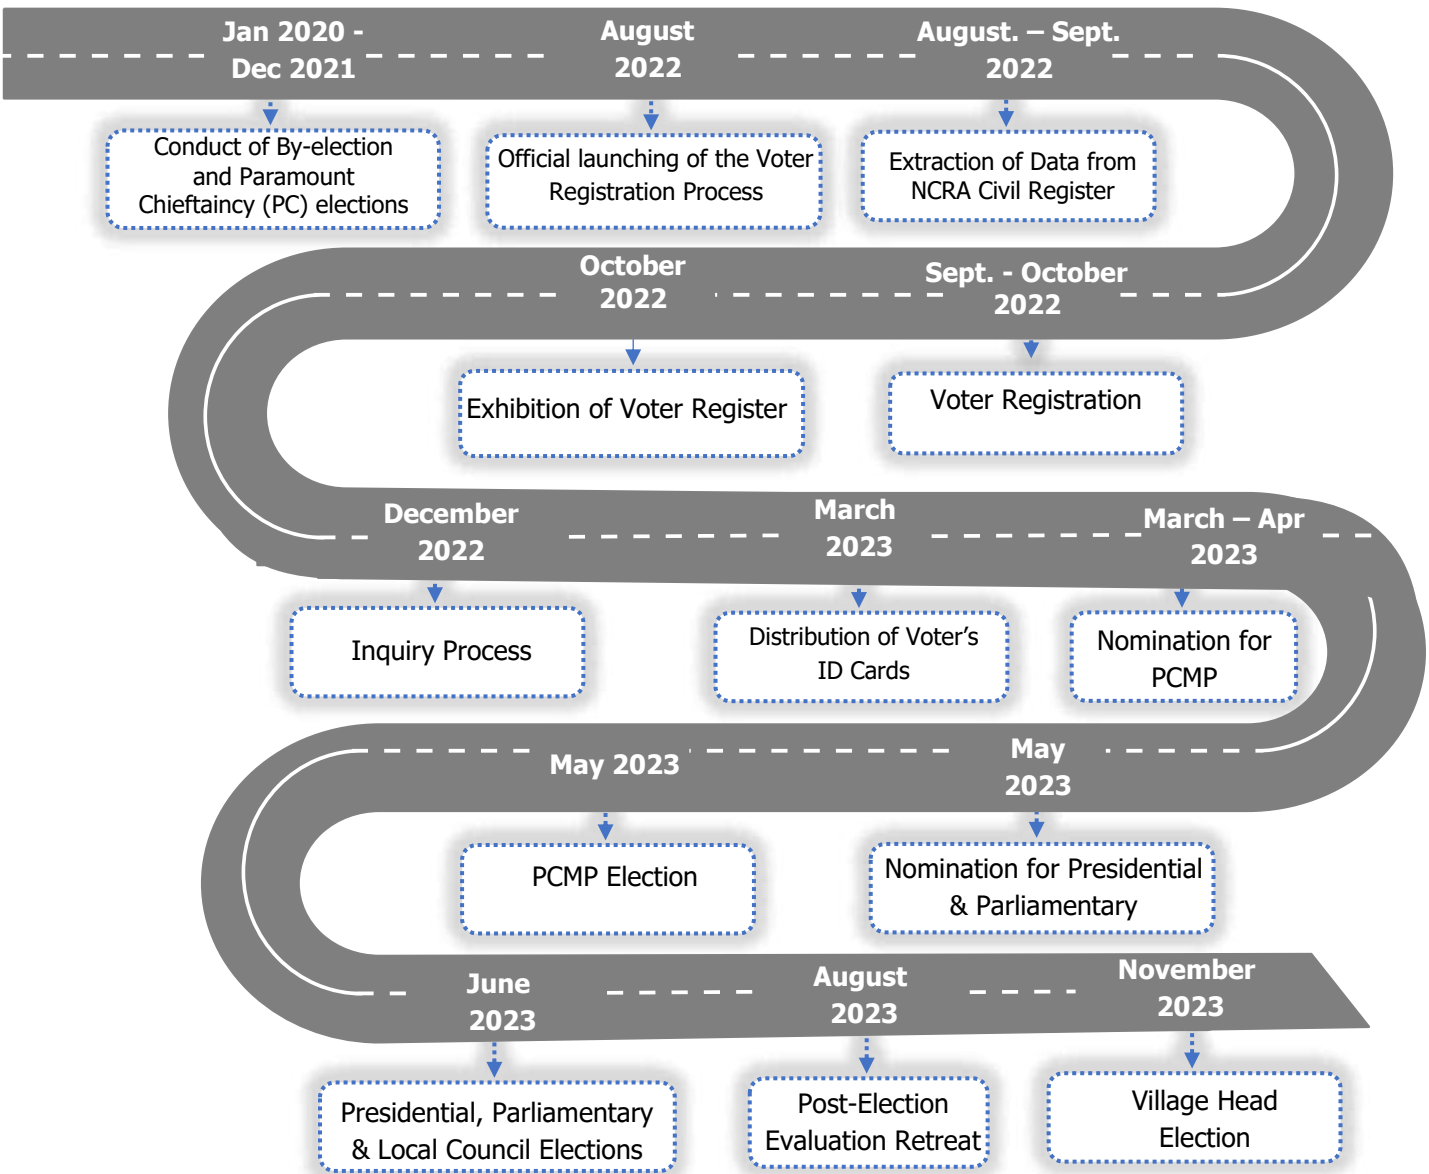 Jan 2020 -
Dec 2021
August
2022
August. – Sept.
2022
Conduct of By-election
and Paramount
Chieftaincy (PC) elections
Official launching of the Voter
Registration Process
Extraction of Data from
NCRA Civil Register
October
2022
Sept. - October
2022
Exhibition of Voter Register
Voter Registration
December
2022
March
2023
March – Apr
2023
Inquiry Process
Distribution of Voter’s
ID Cards
Nomination for
PCMP
May 2023
May
2023
PCMP Election
Nomination for Presidential
& Parliamentary
June
2023
August
2023
November
2023
Presidential, Parliamentary
& Local Council Elections
Post-Election
Evaluation Retreat
Village Head
Election